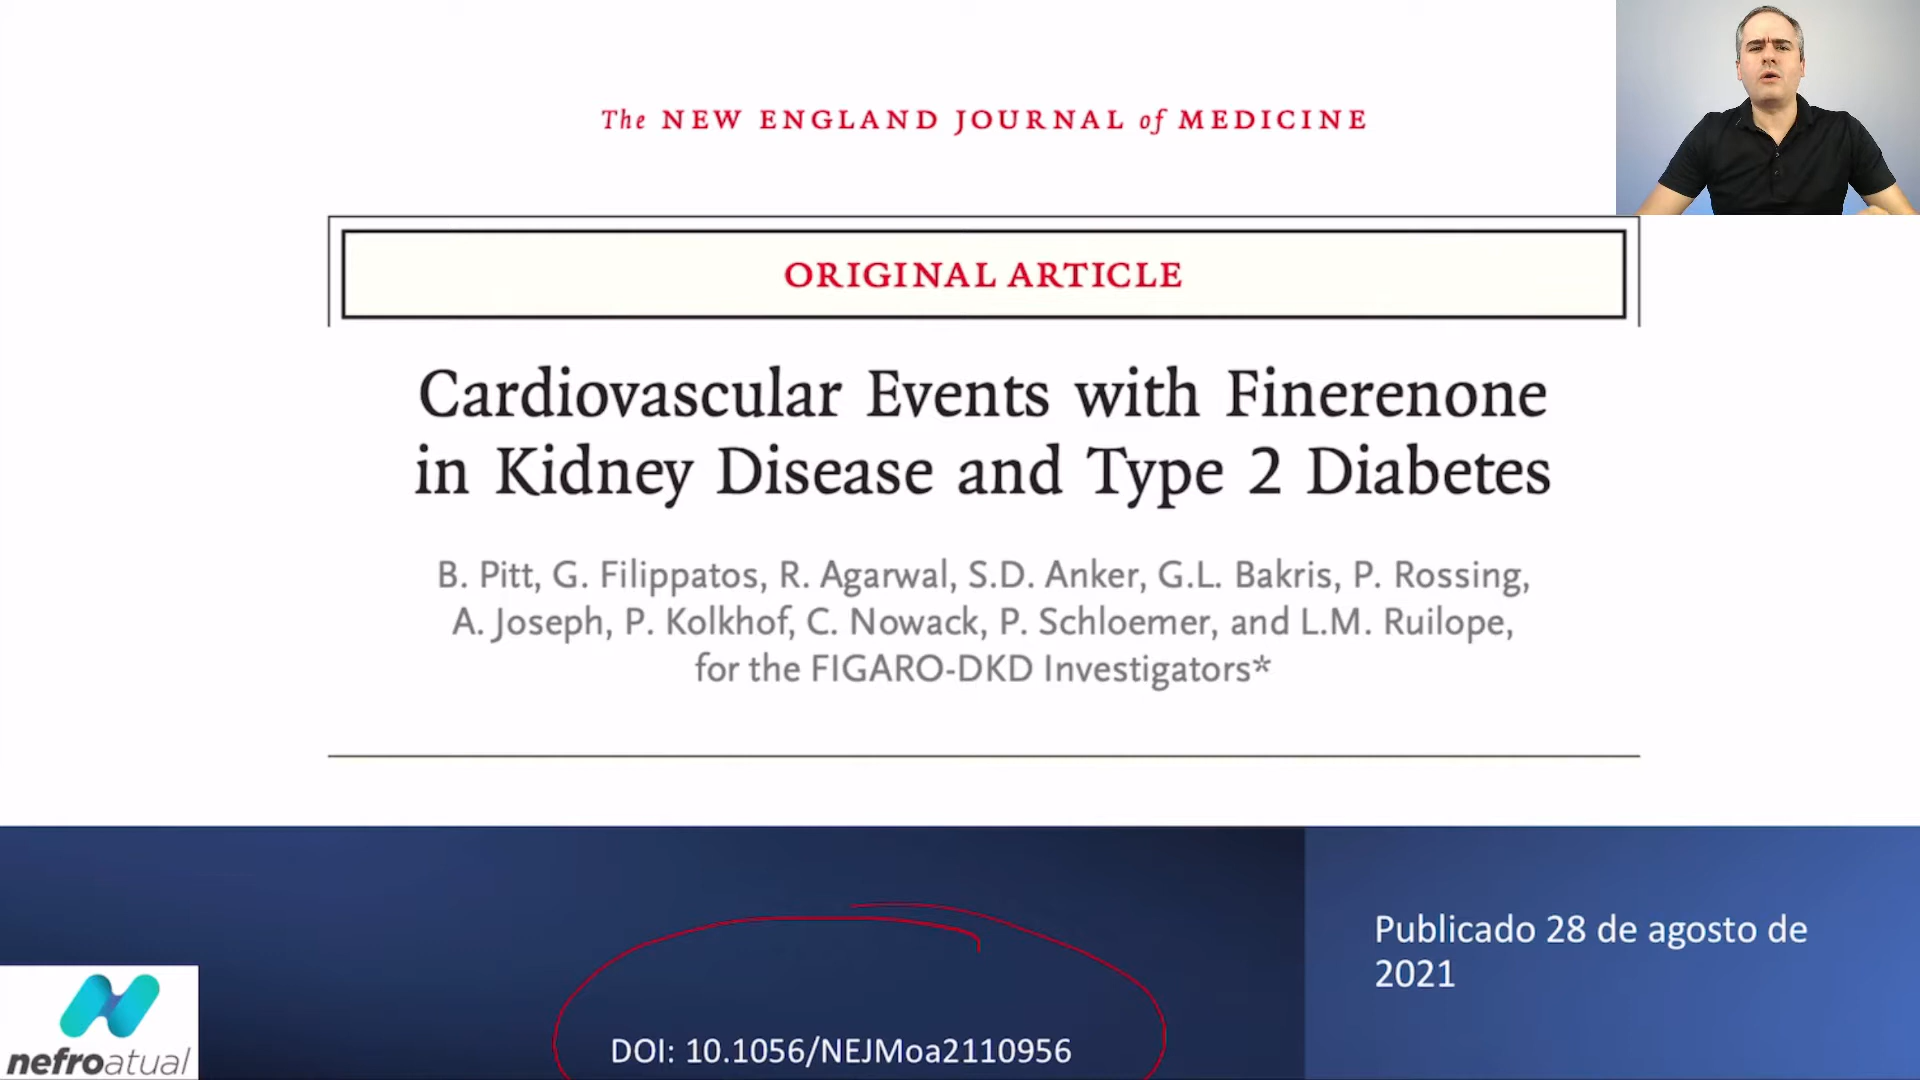 The NEW ENGLAND JOURNAL of MEDICINE
ORIGINAL ARTICLE
Cardiovascular Events with Finerenone
in Kidney Disease and Type 2 Diabetes
B. Pitt, G. Filippatos, R. Agarwal, S.D. Anker, G.L. Bakris, P. Rossing,
A. Joseph, P. Kolkhof, C. Nowack, P. Schloemer, and L.M. Ruilope,
for the FIGARO-DKD Investigators*
Publicado 28 de agosto de
2021
DOI: 10.1056/NEJMoa2110956
nefroatual